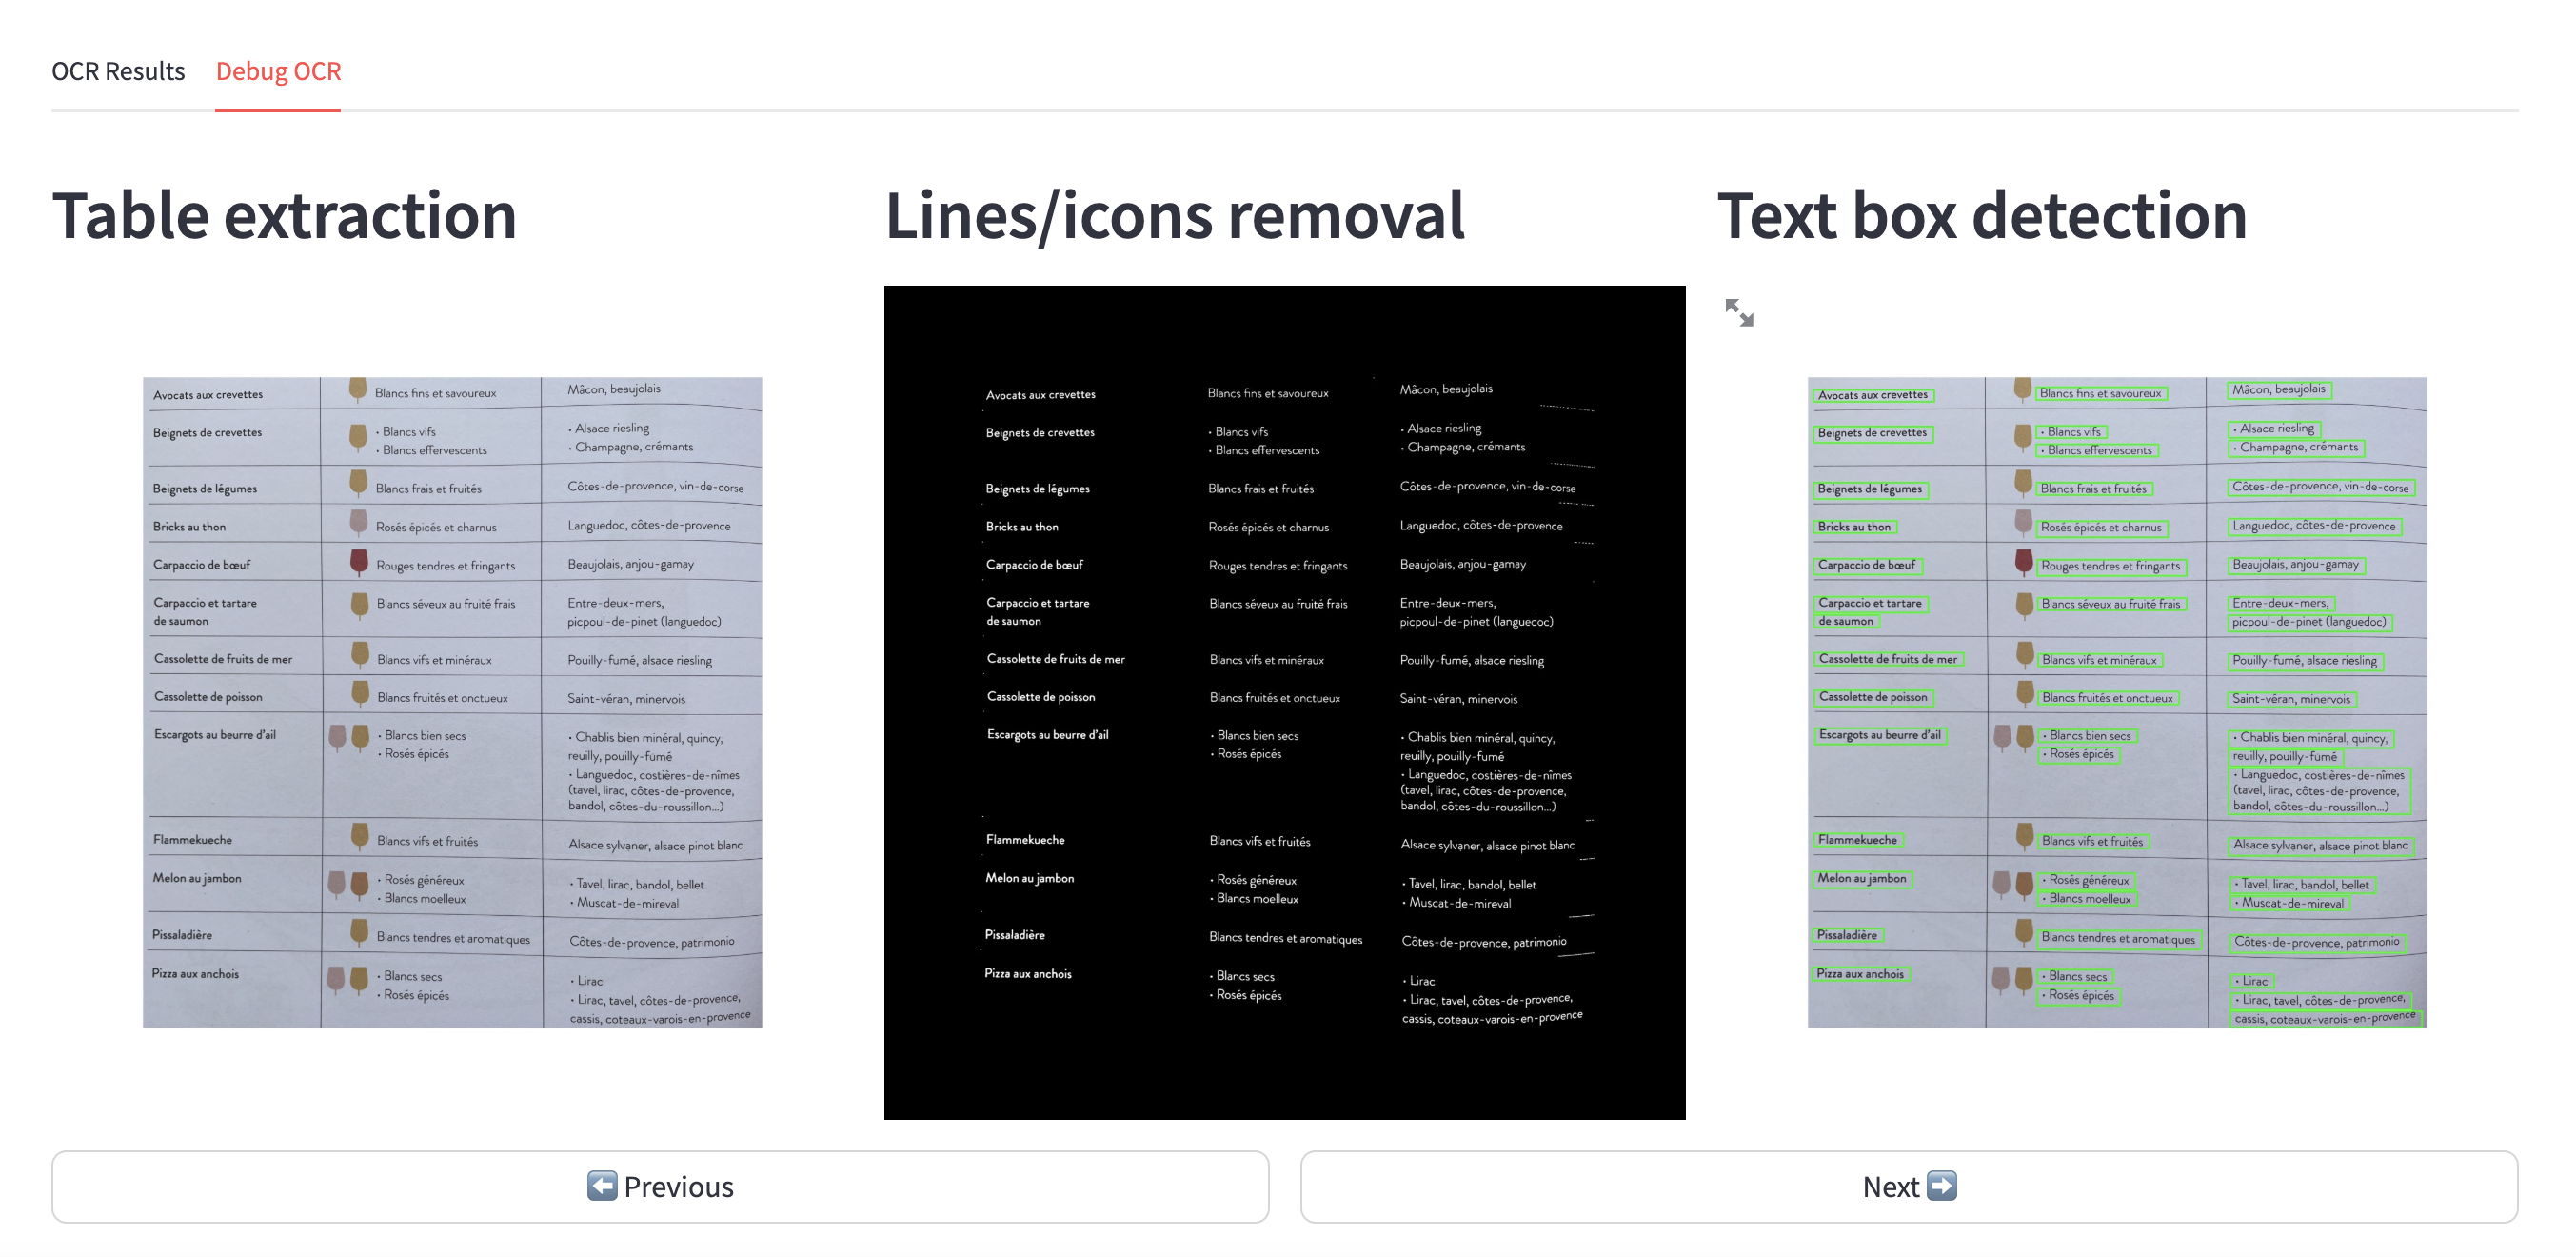 OCR Results
Debug OCR
Table extraction
Avocats aux crevettes
Blancs fins et savoureux
Mâcon, beaujolais
Beignets de crevettes
• Blancs vifs
• Blancs effervescents
• Alsace riesling
• Champagne, crémants
Beignets de légumes
Blancs frais et fruités
Côtes-de-provence, vin-de-corse
Bricks au thon
Rosés épicés et charnus
Languedoc, côtes-de-provence
Carpaccio de bœuf
Rouges tendres et fringants
Beaujolais, anjou-gamay
Carpaccio et tartare
de saumon
Blancs séveux au fruité frais
Entre-deux-mers,
picpoul-de-pinet (languedoc)
Cassolette de fruits de mer
Blancs vifs et minéraux
Pouilly-fumé, alsace riesling
Cassolette de poisson
Blancs fruités et onctueux
Saint-véran, minervois
Escargots au beurre d'ail
• Blancs bien secs
• Rosés épicés
• Chablis bien minéral, quincy,
reuilly, pouilly-fumé
• Languedoc, costières-de-nîmes
(tavel, lirac, côtes-de-provence,
bandol, côtes-du-roussillon...)
Flammekueche
Blancs vifs et fruités
Alsace sylvaner, alsace pinot blanc
Melon au jambon
• Rosés généreux
• Blancs moelleux
• Tavel, lirac, bandol, bellet
• Muscat-de-mireval
Pissaladière
Blancs tendres et aromatiques
Côtes-de-provence, patrimonio
Pizza aux anchois
• Blancs secs
• Rosés épicés
• Lirac
• Lirac, tavel, côtes-de-provence,
cassis, coteaux-varois-en-provence
Lines/icons removal
Avocats aux crevettes
Blancs fins et savoureux
Mâcon, beaujolais
Beignets de crevettes
• Blancs vifs
• Blancs effervescents
• Alsace riesling
• Champagne, crémants
Beignets de légumes
Blancs frais et fruités
Côtes-de-provence, vin-de-corse
Bricks au thon
Rosés épicés et charnus
Languedoc, côtes-de-provence
Carpaccio de bœuf
Rouges tendres et fringants
Beaujolais, anjou-gamay
Carpaccio et tartare
de saumon
Blancs séveux au fruité frais
Entre-deux-mers,
picpoul-de-pinet (languedoc)
Cassolette de fruits de mer
Blancs vifs et minéraux
Pouilly-fumé, alsace riesling
Cassolette de poisson
Blancs fruités et onctueux
Saint-véran, minervois
Escargots au beurre d'ail
• Blancs bien secs
• Rosés épicés
• Chablis bien minéral, quincy,
reuilly, pouilly-fumé
• Languedoc, costières-de-nîmes
(tavel, lirac, côtes-de-provence,
bandol, côtes-du-roussillon...)
Flammekueche
Blancs vifs et fruités
Alsace sylvaner, alsace pinot blanc
Melon au jambon
• Rosés généreux
• Blancs moelleux
• Tavel, lirac, bandol, bellet
• Muscat-de-mireval
Pissaladière
Blancs tendres et aromatiques
Côtes-de-provence, patrimonio
Pizza aux anchois
• Blancs secs
• Rosés épicés
• Lirac
• Lirac, tavel, côtes-de-provence,
cassis, coteaux-varois-en-provence
Text box detection
Avocats aux crevettes
Blancs fins et savoureux
Mâcon, beaujolais
Beignets de crevettes
• Blancs vifs
• Blancs effervescents
• Alsace riesling
• Champagne, crémants
Beignets de légumes
Blancs frais et fruités
Côtes-de-provence, vin-de-corse
Bricks au thon
Rosés épicés et charnus
Languedoc, côtes-de-provence
Carpaccio de bœuf
Rouges tendres et fringants
Beaujolais, anjou-gamay
Carpaccio et tartare
de saumon
Blancs séveux au fruité frais
Entre-deux-mers,
picpoul-de-pinet (languedoc)
Cassolette de fruits de mer
Blancs vifs et minéraux
Pouilly-fumé, alsace riesling
Cassolette de poisson
Blancs fruités et onctueux
Saint-véran, minervois
Escargots au beurre d'ail
• Blancs bien secs
• Rosés épicés
• Chablis bien minéral, quincy,
reuilly, pouilly-fumé
• Languedoc, costières-de-nîmes
(tavel, lirac, côtes-de-provence,
bandol, côtes-du-roussillon...)
Flammekueche
Blancs vifs et fruités
Alsace sylvaner, alsace pinot blanc
Melon au jambon
• Rosés généreux
• Blancs moelleux
• Tavel, lirac, bandol, bellet
• Muscat-de-mireval
Pissaladière
Blancs tendres et aromatiques
Côtes-de-provence, patrimonio
Pizza aux anchois
• Blancs secs
• Rosés épicés
• Lirac
• Lirac, tavel, côtes-de-provence,
cassis, coteaux-varois-en-provence
Previous
Next